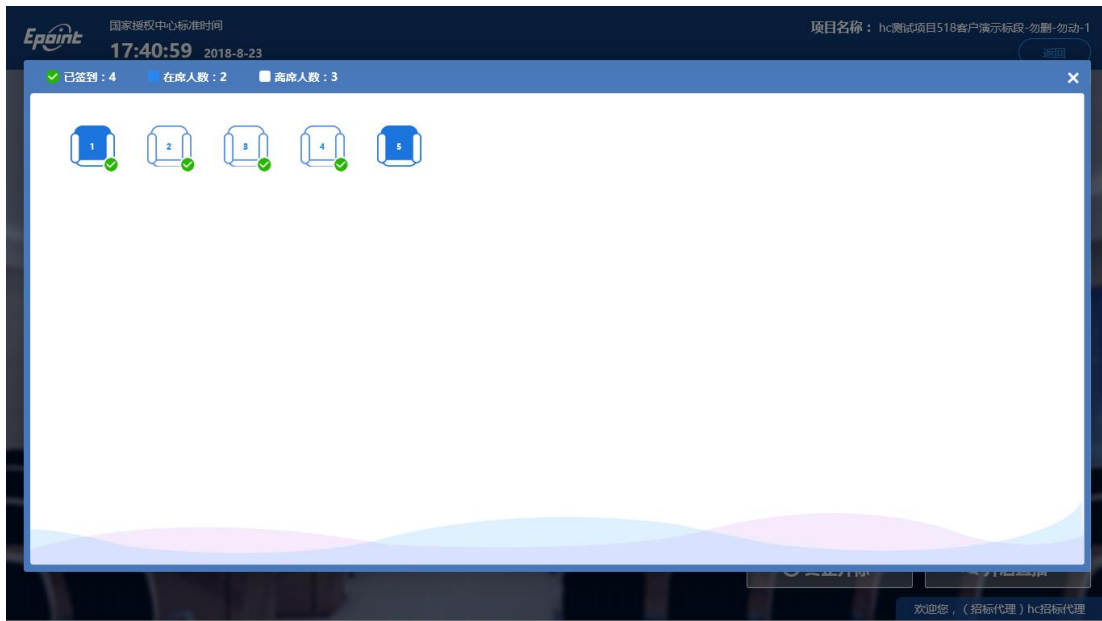 Epoint
国家授权中心标准时间
17:40:59 2018-8-23
项目名称：hc测试项目518客户演示标段-勿删-勿动-1
返回
已签到：4 在席人数：2 离席人数：3
1 2 3 4 5
欢迎您，（招标代理）hc招标代理